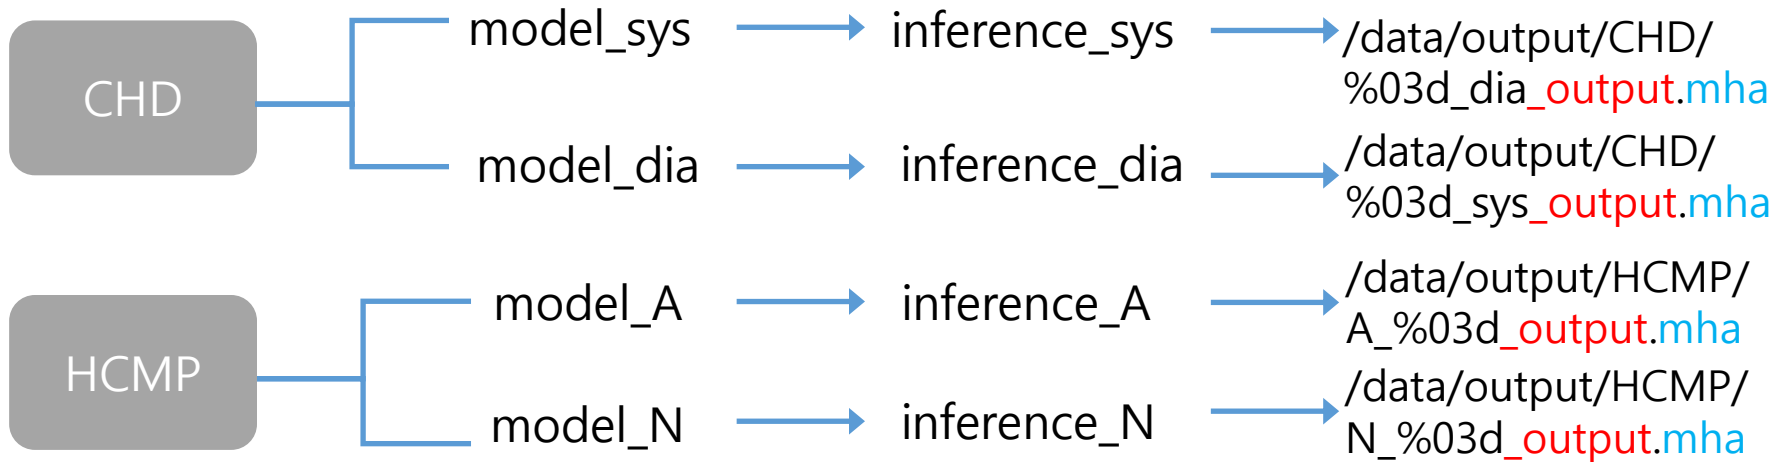 CHD
model_sys
inference_sys
/data/output/CHD/
%03d_dia_output.mha
model_dia
inference_dia
/data/output/CHD/
%03d_sys_output.mha
HCMP
model_A
inference_A
/data/output/HCMP/
A_%03d_output.mha
model_N
inference_N
/data/output/HCMP/
N_%03d_output.mha